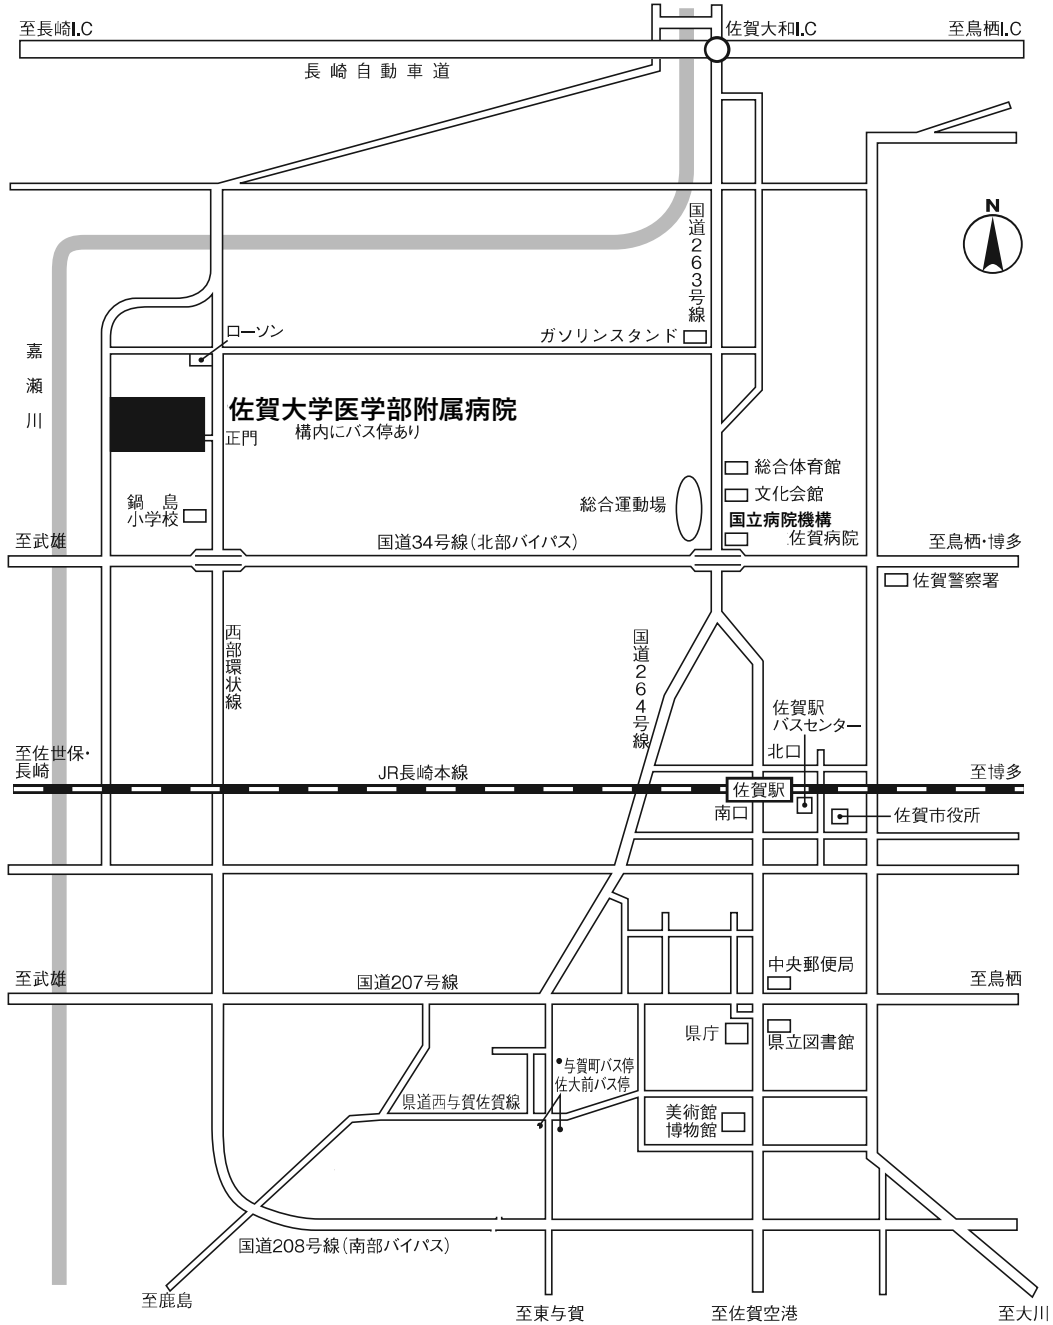 至長崎I.C
佐賀大和I.C
至鳥栖I.C
長崎自動車道
N
国道263号線
ローソン
ガソリンスタンド
嘉瀬川
佐賀大学医学部附属病院
構内にバス停あり
正門
総合体育館
文化会館
総合運動場
鍋島
小学校
国立病院機構
佐賀病院
至武雄
国道34号線(北部バイパス)
至鳥栖・博多
佐賀警察署
西部環状線
国道264号線
佐賀駅
バスセンター
北口
至佐世保・
長崎
JR長崎本線
至博多
佐賀駅
南口
佐賀市役所
中央郵便局
至武雄
国道207号線
至鳥栖
県庁
県立図書館
与賀町バス停
佐大前バス停
県道西与賀佐賀線
美術館
博物館
国道208号線(南部バイパス)
至鹿島
至東与賀
至佐賀空港
至大川